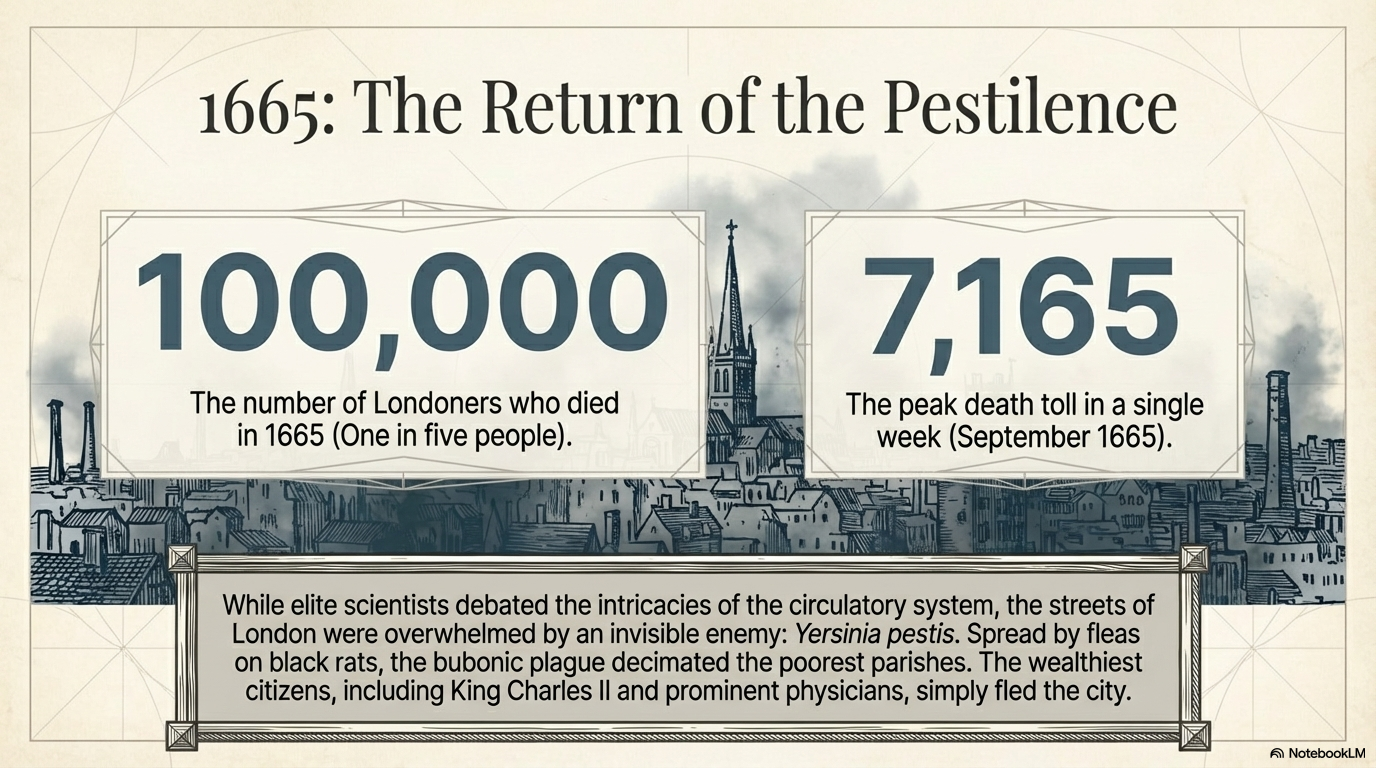 1665: The Return of the Pestilence
100,000
The number of Londoners who died
in 1665 (One in five people).
7,165
The peak death toll in a single
week (September 1665).
While elite scientists debated the intricacies of the circulatory system, the streets of
London were overwhelmed by an invisible enemy: Yersinia pestis. Spread by fleas
on black rats, the bubonic plague decimated the poorest parishes. The wealthiest
citizens, including King Charles II and prominent physicians, simply fled the city.
NotebookLM